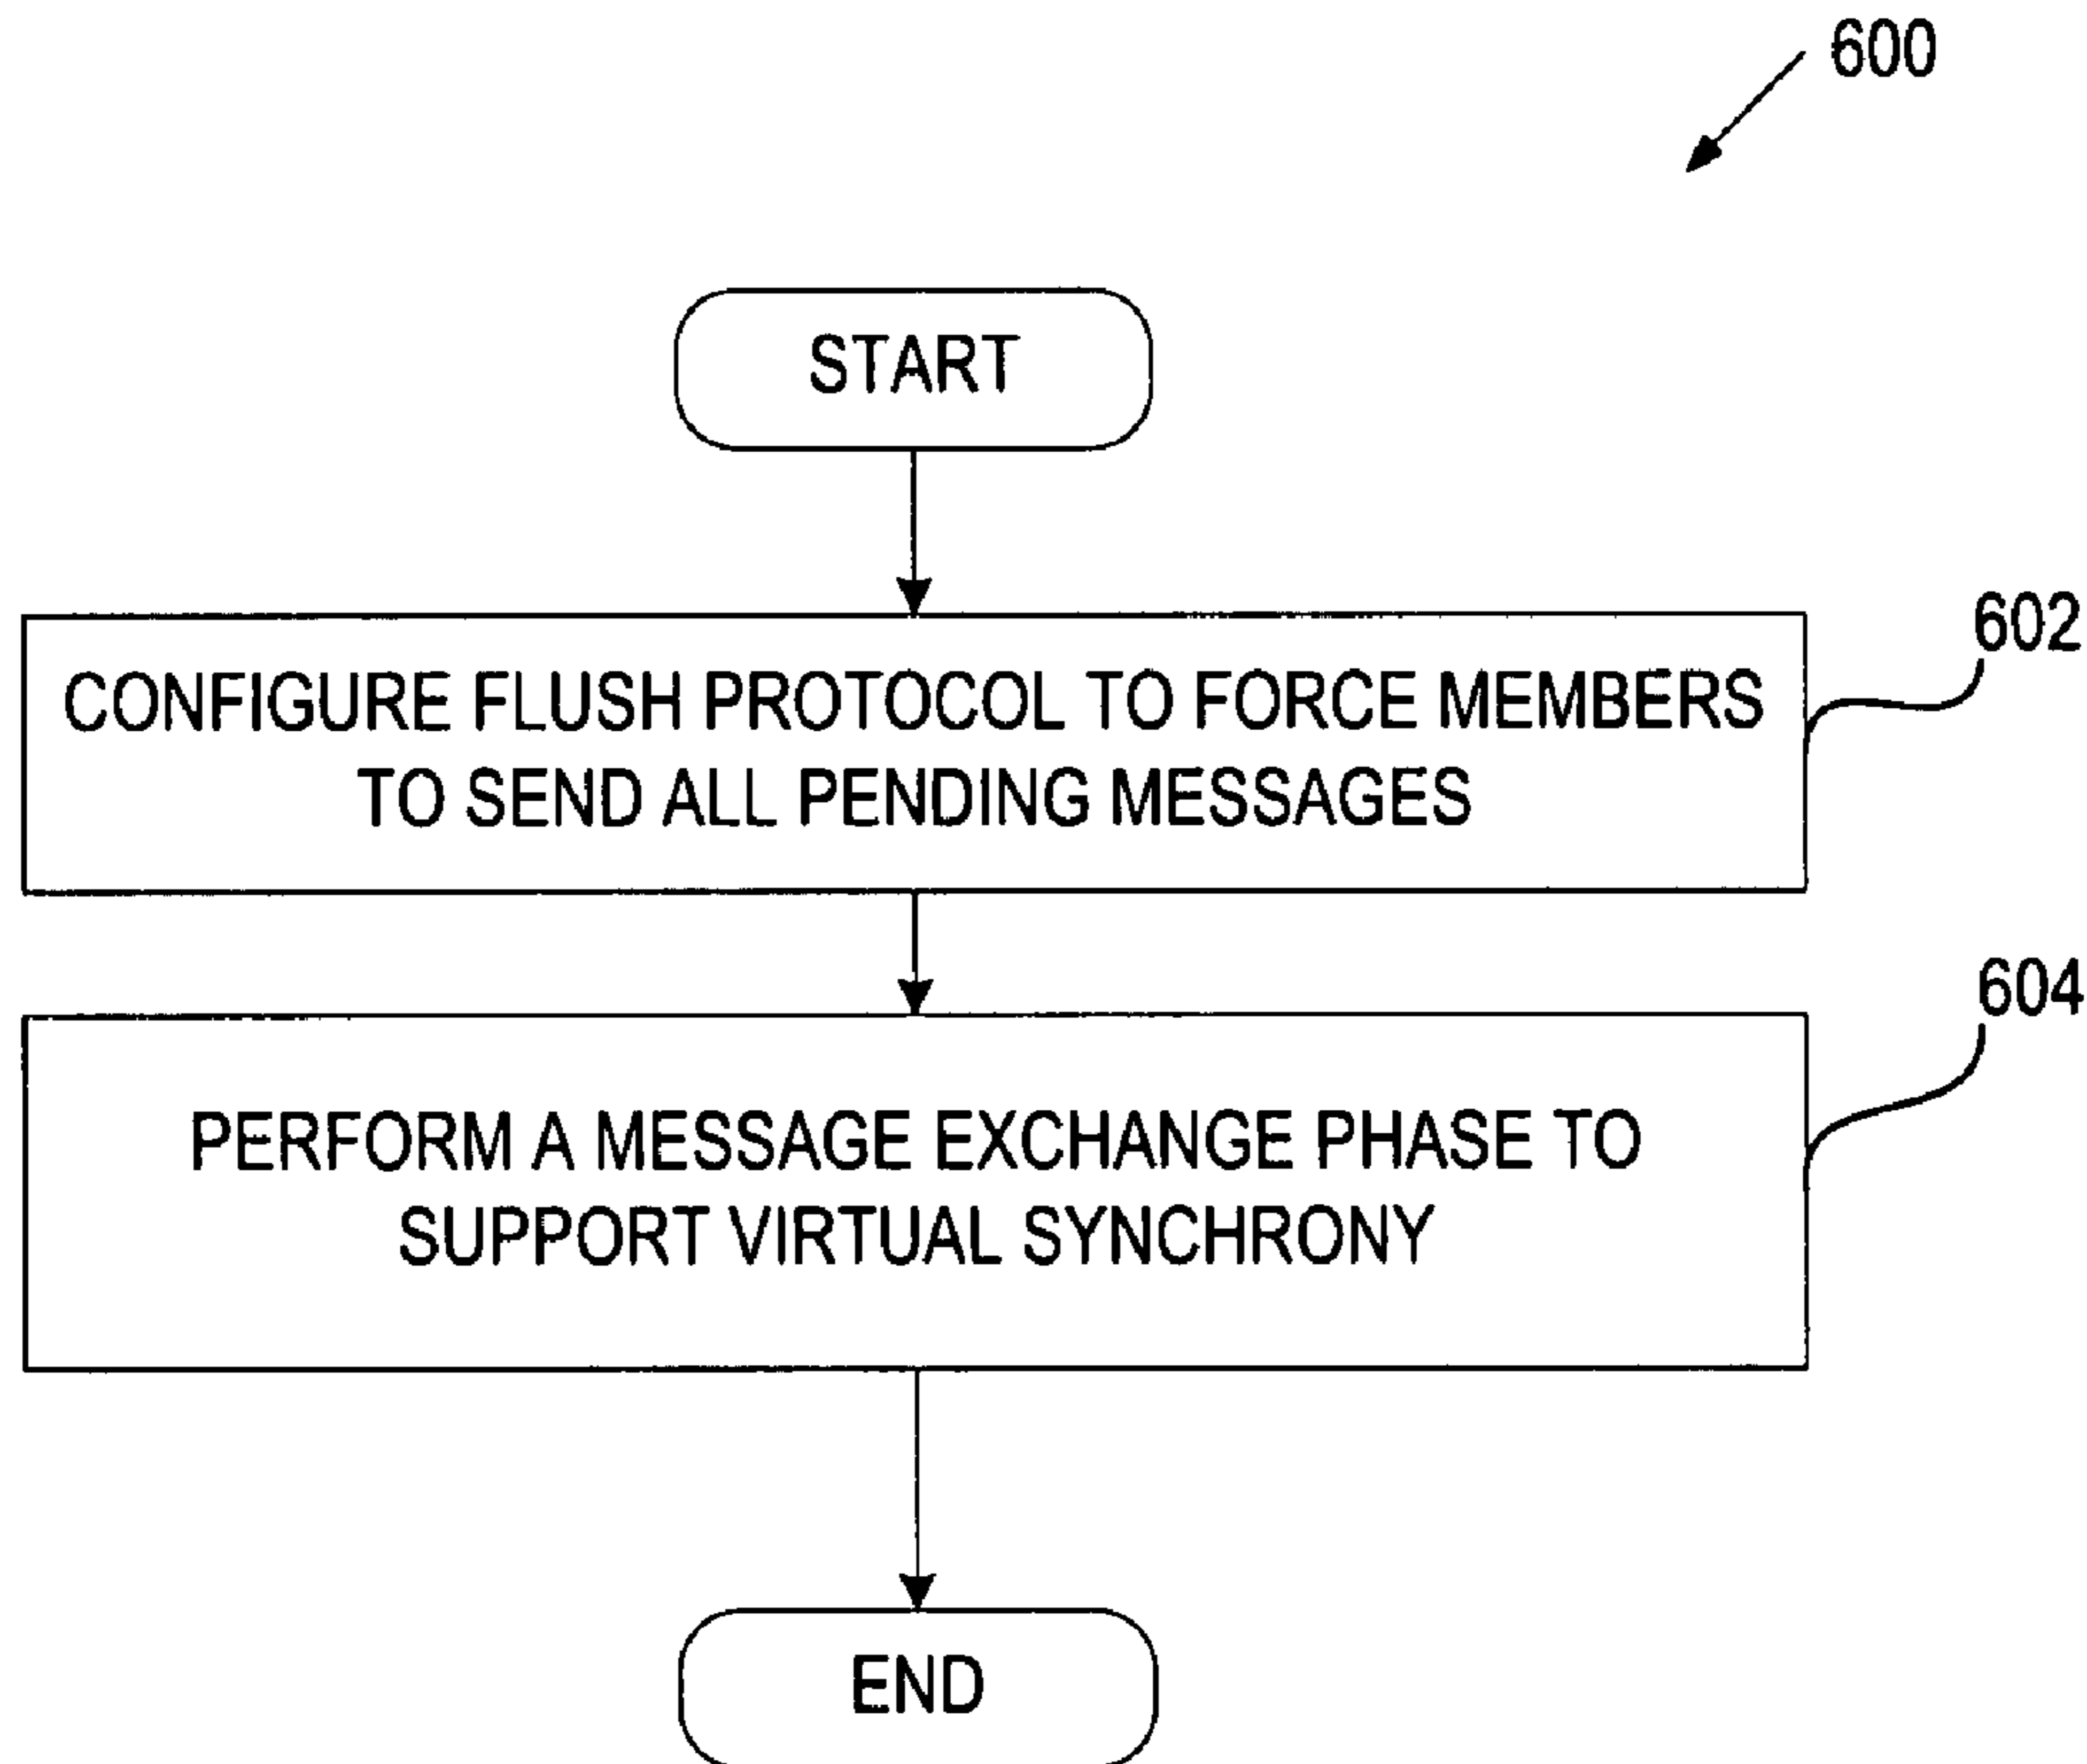 600
START
602
CONFIGURE FLUSH PROTOCOL TO FORCE MEMBERS
TO SEND ALL PENDING MESSAGES
604
PERFORM A MESSAGE EXCHANGE PHASE TO
SUPPORT VIRTUAL SYNCHRONY
END